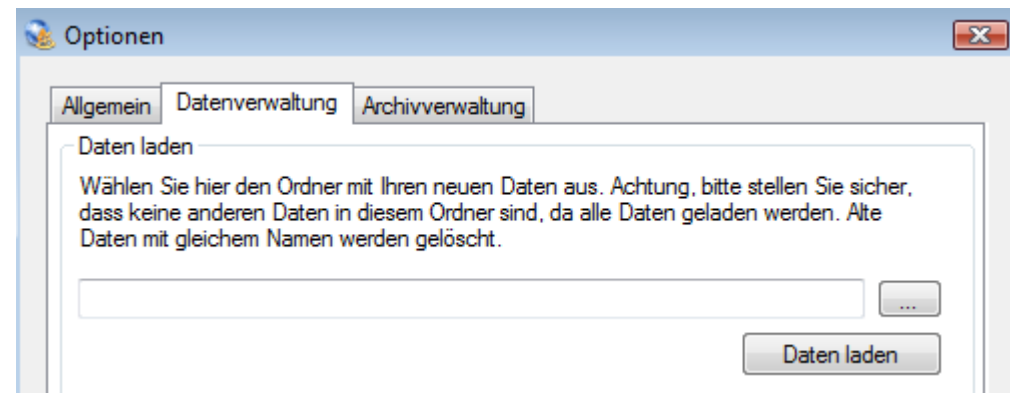 Optionen
Allgemein Datenverwaltung Archivverwaltung
Daten laden
Wählen Sie hier den Ordner mit Ihren neuen Daten aus. Achtung, bitte stellen Sie sicher,
dass keine anderen Daten in diesem Ordner sind, da alle Daten geladen werden. Alte
Daten mit gleichem Namen werden gelöscht.
...
Daten laden